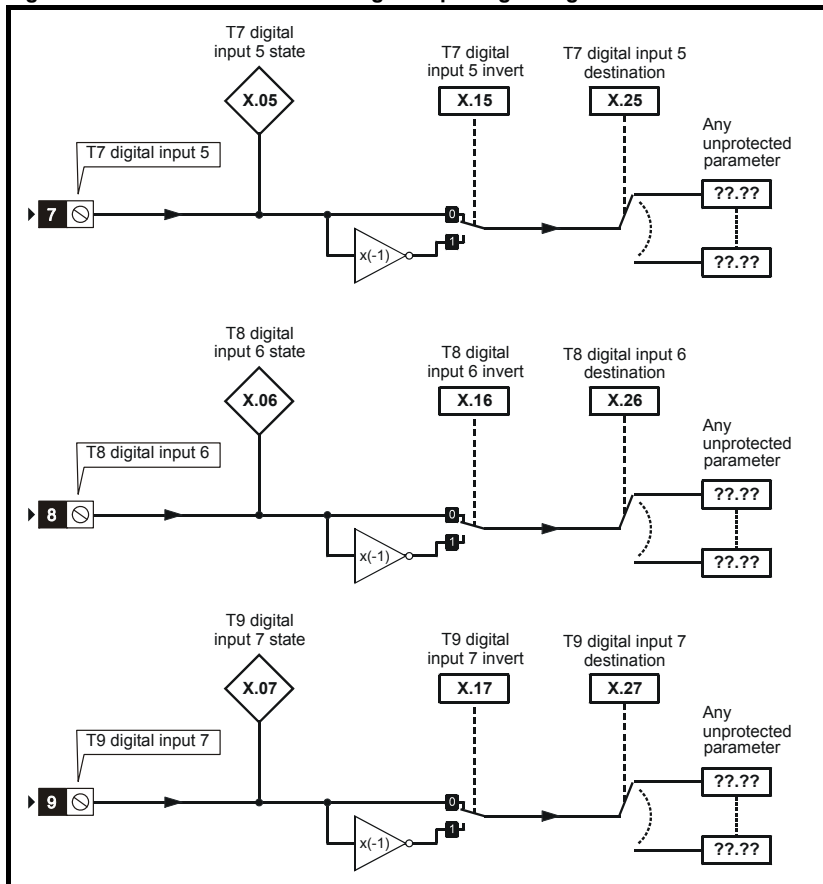 T7 digital
input 5 state
T7 digital
input 5 invert
T7 digital input 5
destination
X.05
X.15
X.25
Any
unprotected
parameter
T7 digital input 5
??.??
7
0
1
x(-1)
??.??
T8 digital
input 6 state
T8 digital
input 6 invert
T8 digital input 6
destination
X.06
X.16
X.26
Any
unprotected
parameter
T8 digital input 6
??.??
8
0
1
x(-1)
??.??
T9 digital
input 7 state
T9 digital
input 7 invert
T9 digital input 7
destination
X.07
X.17
X.27
Any
unprotected
parameter
T9 digital input 7
??.??
9
0
1
x(-1)
??.??